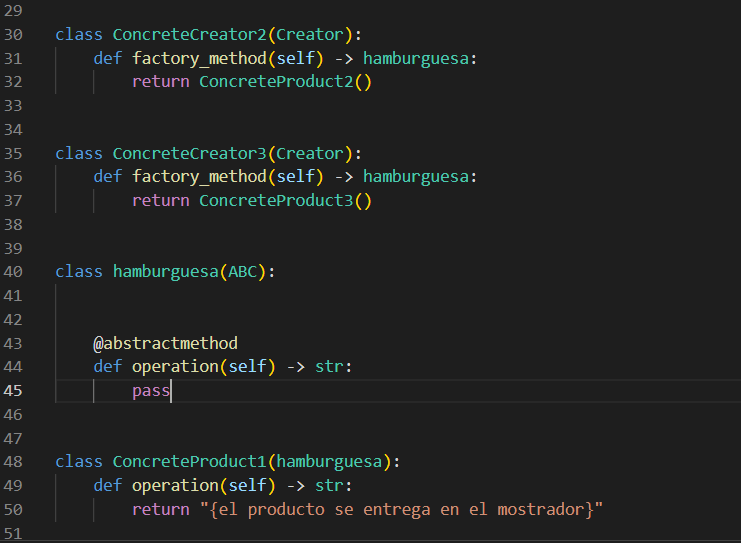 29
30 class ConcreteCreator2(Creator):
31     def factory_method(self) -> hamburguesa:
32         return ConcreteProduct2()
33
34
35 class ConcreteCreator3(Creator):
36     def factory_method(self) -> hamburguesa:
37         return ConcreteProduct3()
38
39
40 class hamburguesa(ABC):
41
42
43     @abstractmethod
44     def operation(self) -> str:
45         pass
46
47
48 class ConcreteProduct1(hamburguesa):
49     def operation(self) -> str:
50         return "{el producto se entrega en el mostrador}"
51